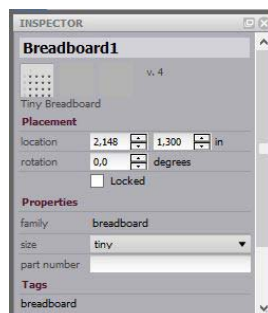 INSPECTOR
Breadboard1
v. 4
Tiny Breadboard
Placement
location 2,148 1,300 in
rotation 0,0 degrees
Locked
Properties
family breadboard
size tiny
part number
Tags
breadboard